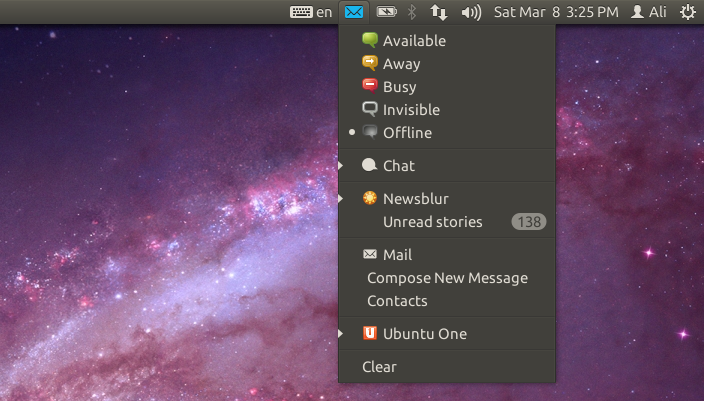 en Sat Mar 8 3:25 PM Ali
Available
Away
Busy
Invisible
Offline
Chat
Newsblur
Unread stories 138
Mail
Compose New Message
Contacts
Ubuntu One
Clear